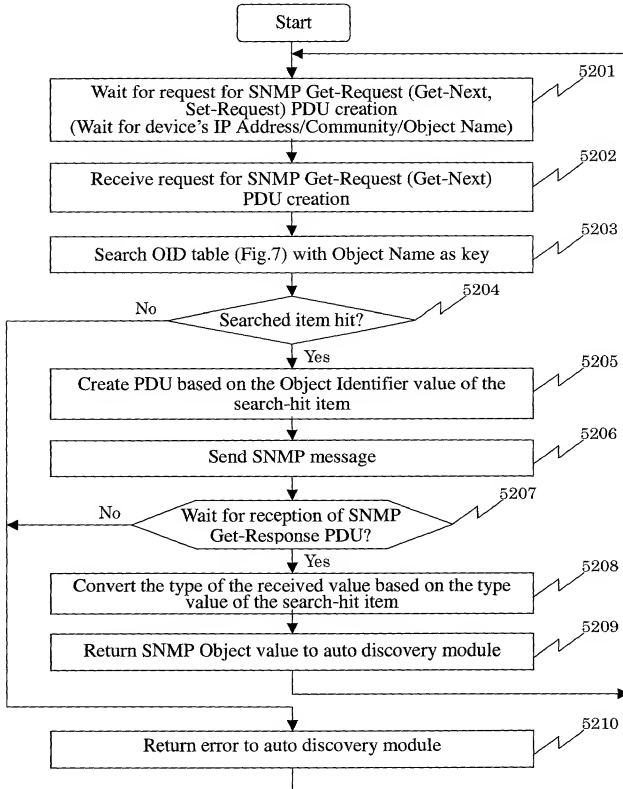 Start
Wait for request for SNMP Get-Request (Get-Next,
Set-Request) PDU creation
(Wait for device's IP Address/Community/Object Name)
5201
Receive request for SNMP Get-Request (Get-Next)
PDU creation
5202
Search OID table (Fig.7) with Object Name as key
5203
Searched item hit?
5204
No
Yes
Create PDU based on the Object Identifier value of the
search-hit item
5205
Send SNMP message
5206
Wait for reception of SNMP
Get-Response PDU?
5207
No
Yes
Convert the type of the received value based on the type
value of the search-hit item
5208
Return SNMP Object value to auto discovery module
5209
Return error to auto discovery module
5210